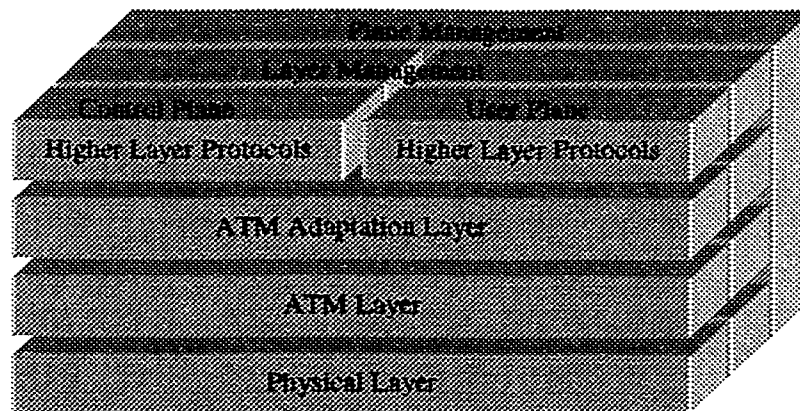 Plane Management
Layer Management
Control Plane User Plane
Higher Layer Protocols Higher Layer Protocols
ATM Adaptation Layer
ATM Layer
Physical Layer